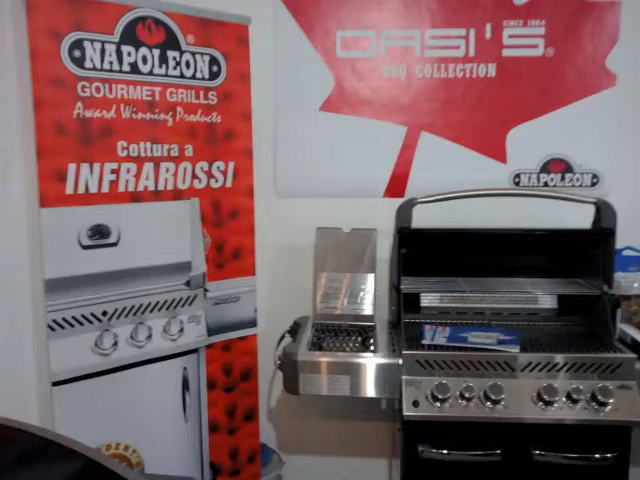 NAPOLEON®
GOURMET GRILLS
Award Winning Products
Cottura a
INFRAROSSI
SINCE 1984
OASI'S®
BBQ COLLECTION
NAPOLEON